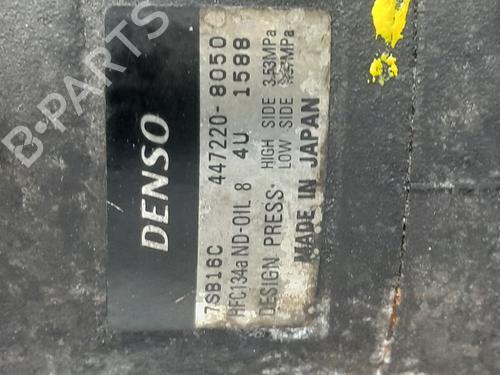 DENSO
7SB16C 447220-8050
HFC134a ND-OIL 8 4U 1588
DESIGN PRESS: HIGH SIDE 3.53MPa
LOW SIDE MPa
MADE IN JAPAN
B-PARTS